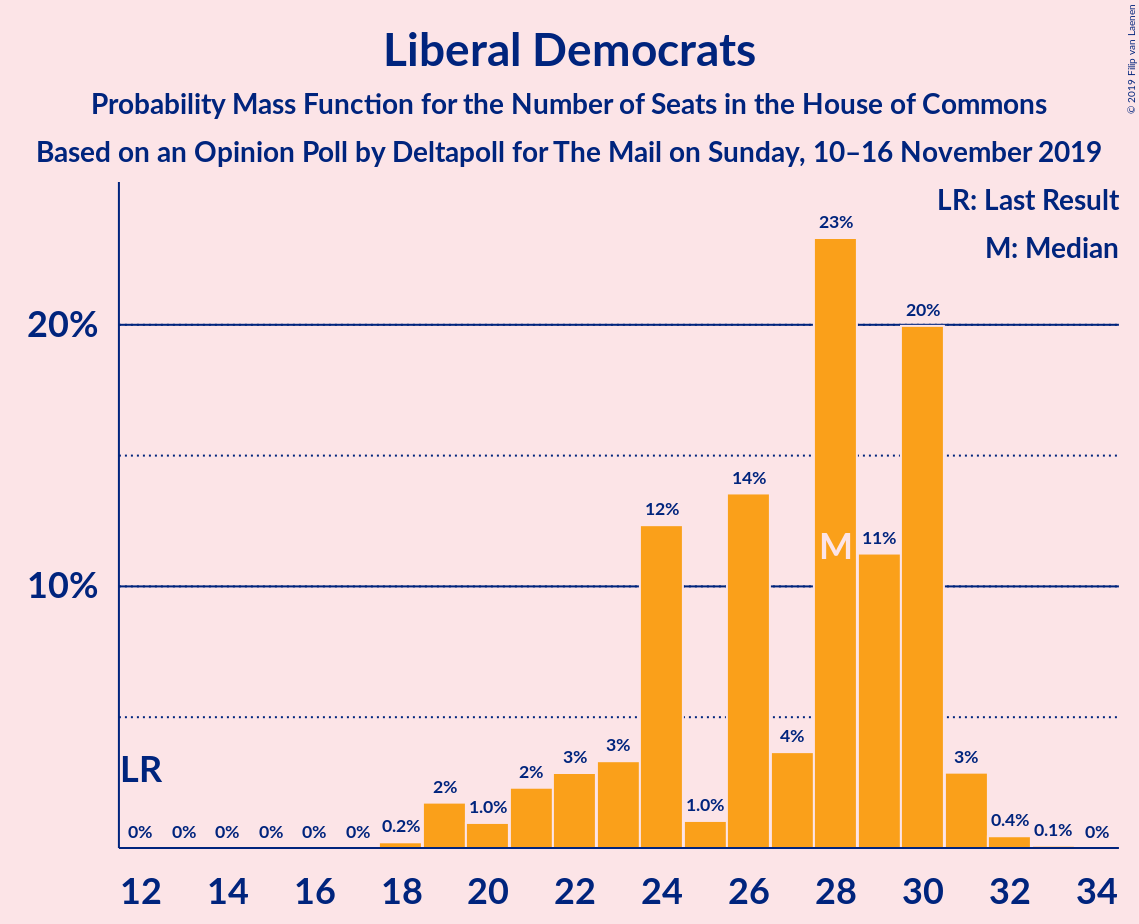 Liberal Democrats
Probability Mass Function for the Number of Seats in the House of Commons
Based on an Opinion Poll by Deltapoll for The Mail on Sunday, 10–16 November 2019
© 2019 Filip van Laenen
LR: Last Result
M: Median
20%
10%
LR
0% 0% 0% 0% 0% 0% 0.2% 2% 1.0% 2% 3% 3% 12% 1.0% 14% 4% 23% 11% 20% 3% 0.4% 0.1% 0%
M
12 14 16 18 20 22 24 26 28 30 32 34